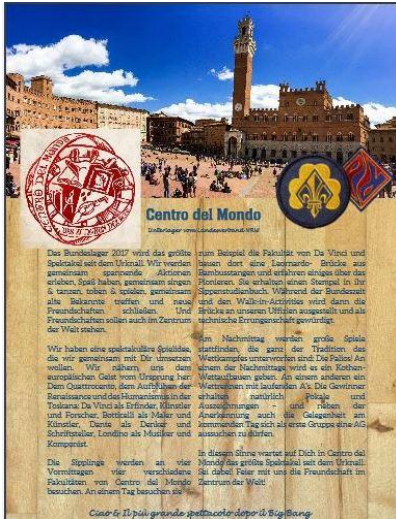 Centro del Mondo
Unterlager vom Landesverband NRW
Das Bundeslager 2017 wird das größte
Spektakel seit dem Urknall. Wir werden
gemeinsam spannende Aktionen
erleben, Spaß haben, gemeinsam singen
& tanzen, toben & spielen, gemeinsam
alte Bekannte treffen und neue
Freundschaften schließen. Und
Freundschaften sollen auch im Zentrum
der Welt stehen.
Wir haben eine spektakuläre Spielidee,
die wir gemeinsam mit Dir umsetzen
wollen. Wir nähern uns dem
europäischen Geist vom Ursprung her:
Dem Quattrocento, dem Aufblühen der
Renaissance und des Humanismus in der
Toskana: Da Vinci als Erfinder, Künstler
und Forscher, Botticelli als Maler und
Künstler, Dante als Denker und
Schriftsteller, Londino als Musiker und
Komponist.
Die Sipplinge werden an vier
Vormittagen vier verschiedene
Fakultäten von Centro del Mondo
besuchen. An einem Tag besuchen sie
zum Beispiel die Fakultät von Da Vinci und
bauen dort eine Leornardo- Brücke aus
Bambusstangen und erfahren einiges über das
Pionieren. Sie erhalten einen Stempel in Ihr
Sippenstudienbuch. Während der Bundeszeit
und den Walk-in-Activities wird dann die
Brücke an unseren Uffizien ausgestellt und als
technische Errungenschaft gewürdigt.
Am Nachmittag werden große Spiele
stattfinden, die ganz der Tradition des
Wettkampfes unterworfen sind: Die Palios! An
einem der Nachmittage wird es ein Kothen-
Wettaufbauen geben. An einem anderen ein
Wettrennen mit laufenden A's. Die Gewinner
erhalten natürlich Pokale und
Auszeichnungen und neben der
Anerkennung auch die Gelegenheit am
kommenden Tag sich als erste Gruppe eine AG
aussuchen zu dürfen.
In diesem Sinne wartet auf Dich in Centro del
Mondo das größte Spektakel seit dem Urknall.
Sei dabei! Feier mit uns die Freundschaft im
Zentrum der Welt!
Ciao & Il più grande spettacolo dopo il Big Bang